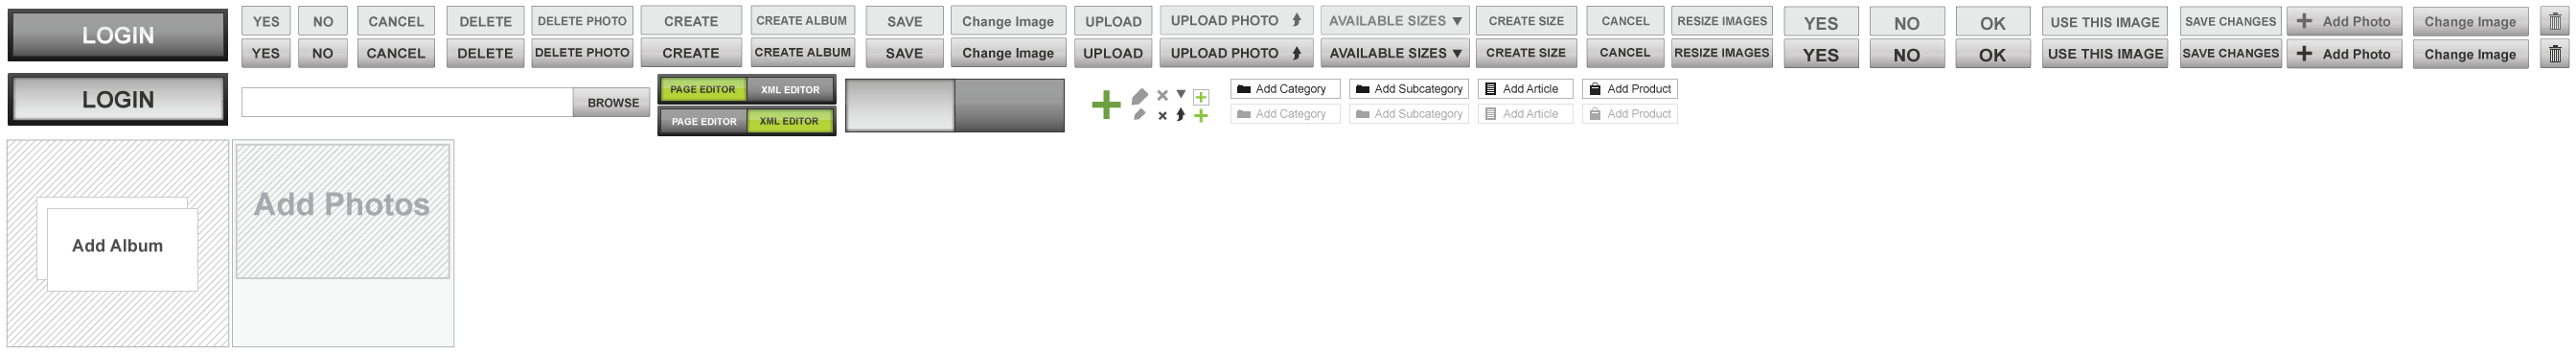 LOGIN YES NO CANCEL DELETE DELETE PHOTO CREATE CREATE ALBUM SAVE Change Image UPLOAD UPLOAD PHOTO AVAILABLE SIZES CREATE SIZE CANCEL RESIZE IMAGES YES NO OK USE THIS IMAGE SAVE CHANGES Add Photo Change Image
YES NO CANCEL DELETE DELETE PHOTO CREATE CREATE ALBUM SAVE Change Image UPLOAD UPLOAD PHOTO AVAILABLE SIZES CREATE SIZE CANCEL RESIZE IMAGES YES NO OK USE THIS IMAGE SAVE CHANGES Add Photo Change Image
PAGE EDITOR XML EDITOR Add Category Add Subcategory Add Article Add Product
LOGIN BROWSE
PAGE EDITOR XML EDITOR Add Category Add Subcategory Add Article Add Product
Add Photos
Add Album